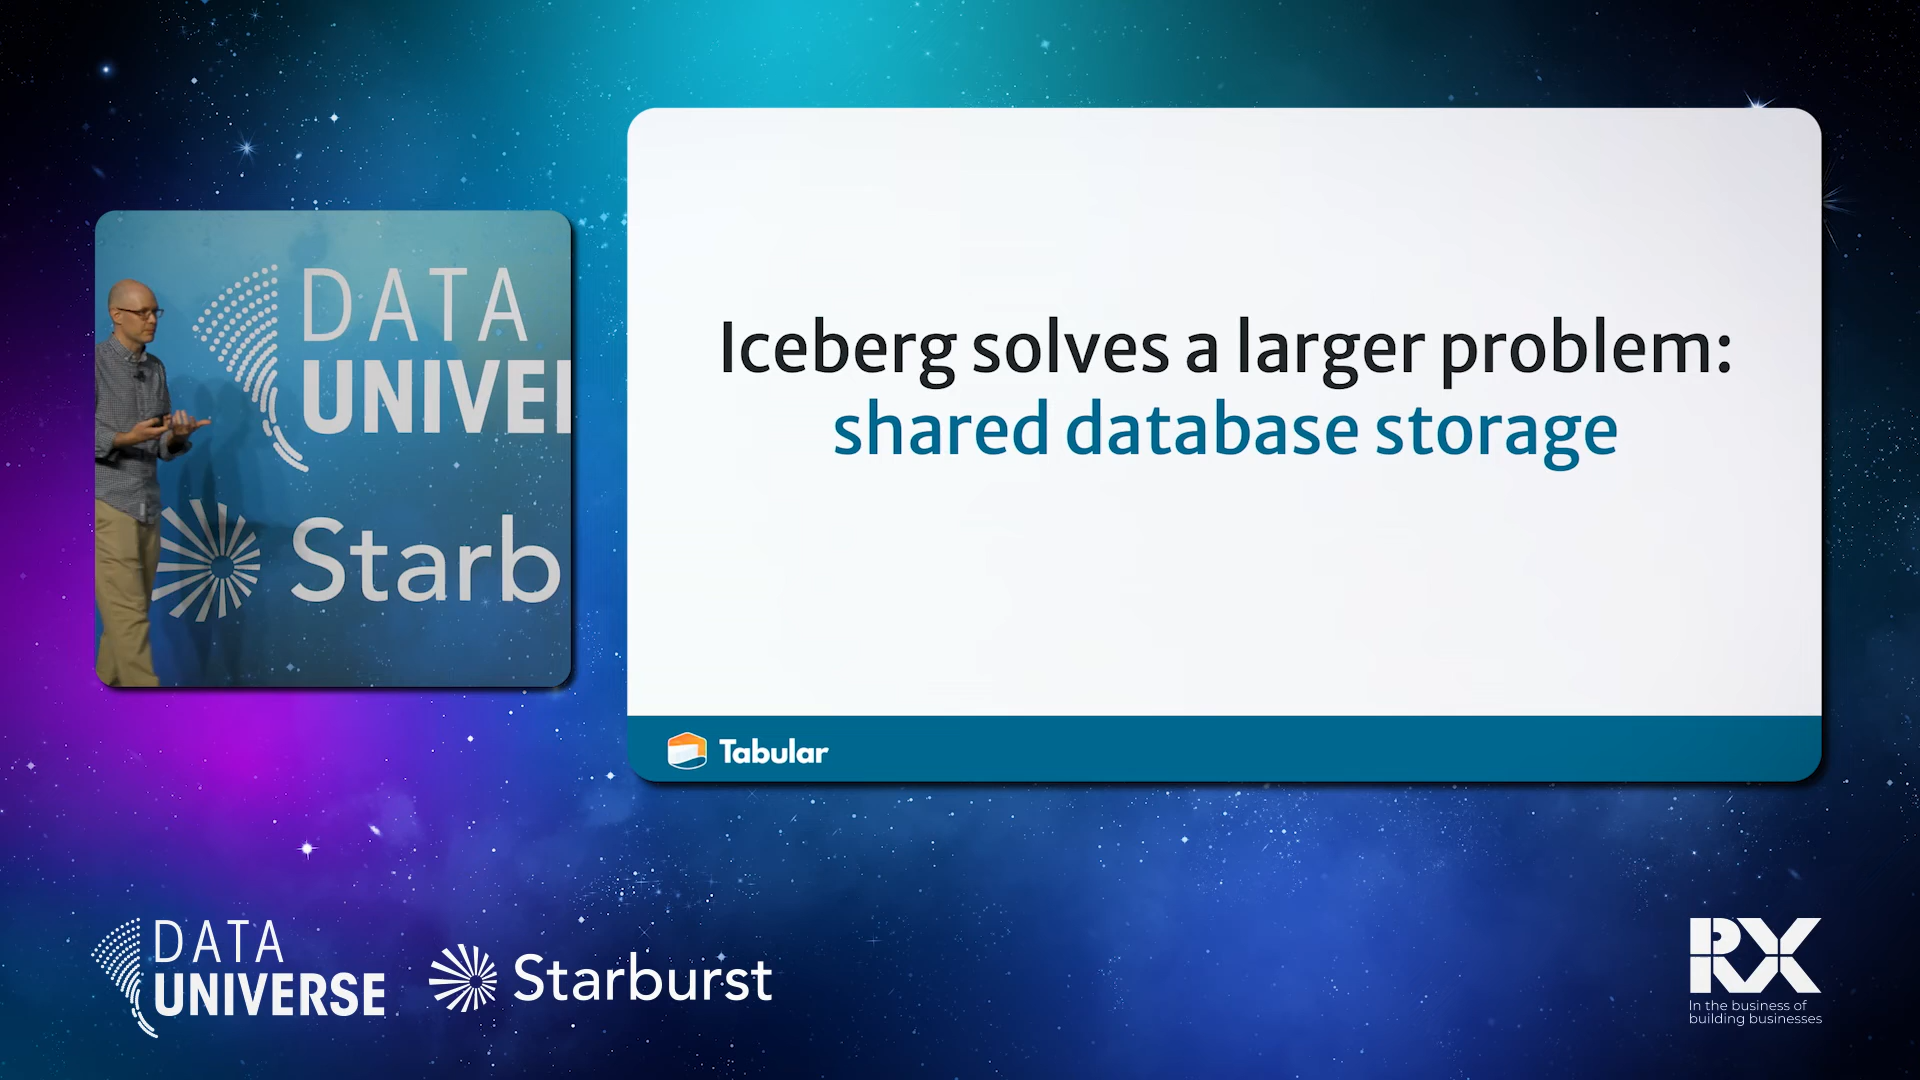 DATA
UNIVE
Starb
Iceberg solves a larger problem:
shared database storage
Tabular
DATA
UNIVERSE
Starburst
RX
In the business of
building businesses